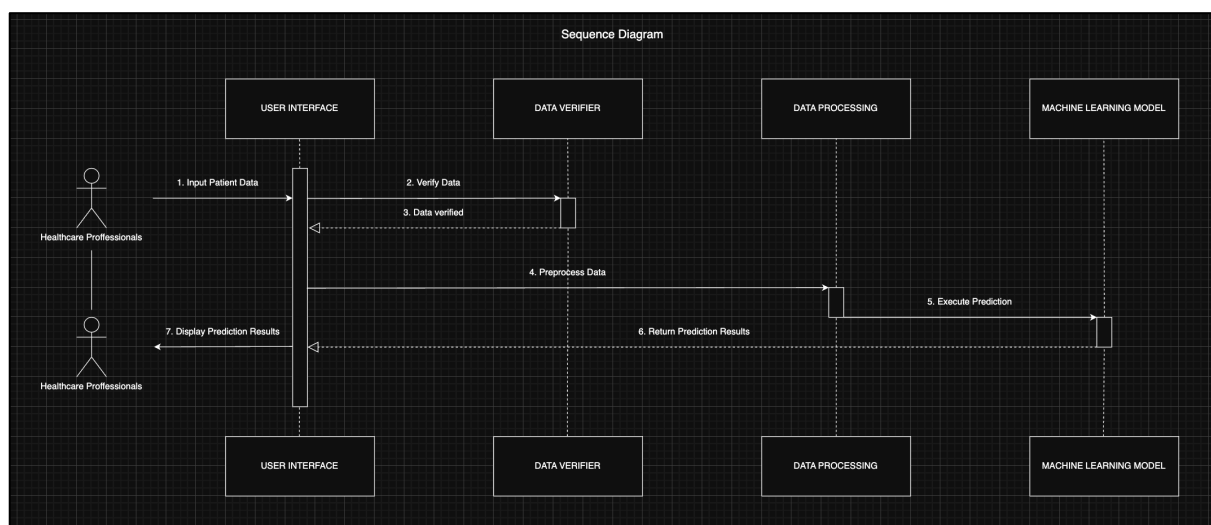 Sequence Diagram
USER INTERFACE
DATA VERIFIER
DATA PROCESSING
MACHINE LEARNING MODEL
1. Input Patient Data
2. Verify Data
3. Data verified
Healthcare Proffessionals
4. Preprocess Data
5. Execute Prediction
7. Display Prediction Results
6. Return Prediction Results
Healthcare Proffessionals
USER INTERFACE
DATA VERIFIER
DATA PROCESSING
MACHINE LEARNING MODEL